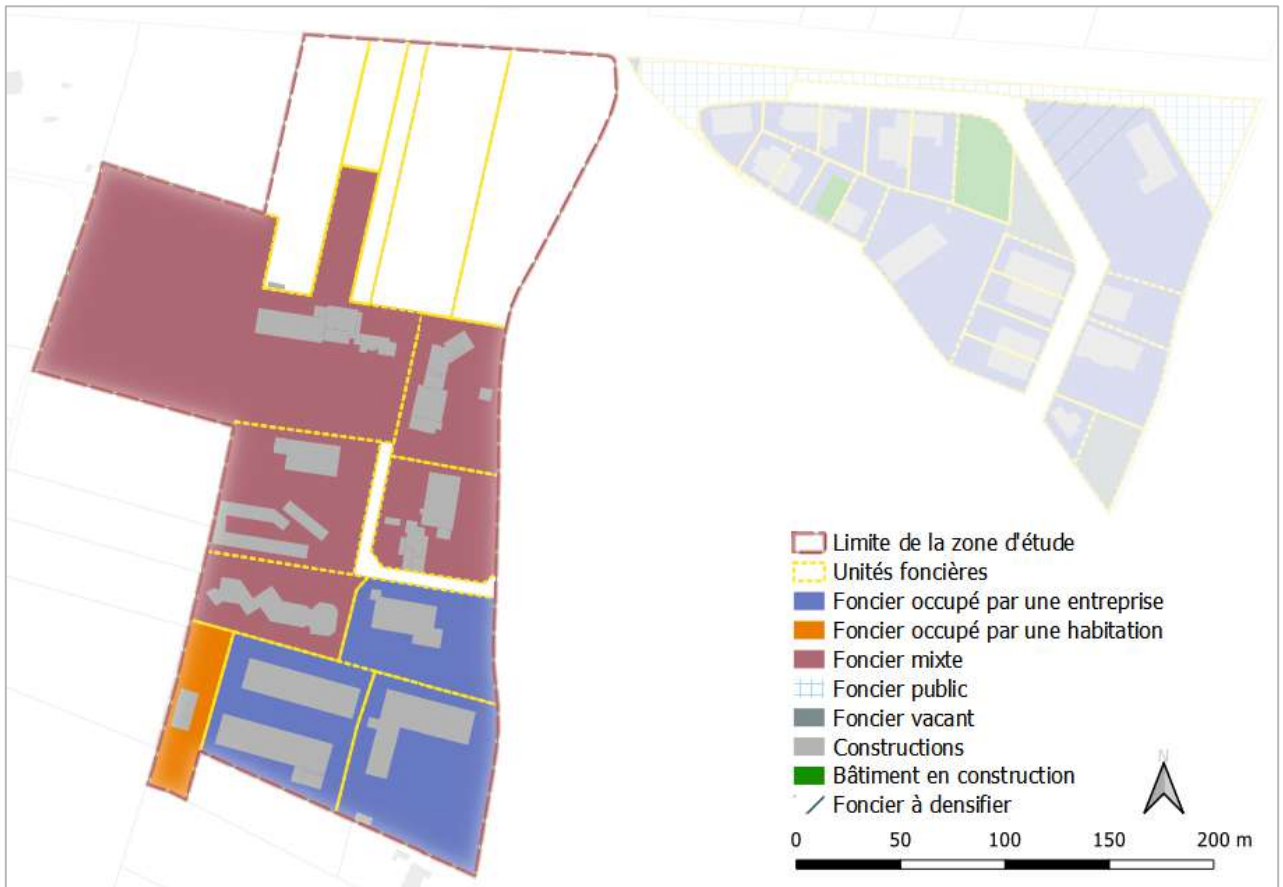 Limite de la zone d'étude
Unités foncières
Foncier occupé par une entreprise
Foncier occupé par une habitation
Foncier mixte
Foncier public
Foncier vacant
Constructions
Bâtiment en construction
Foncier à densifier
N
0 50 100 150 200 m